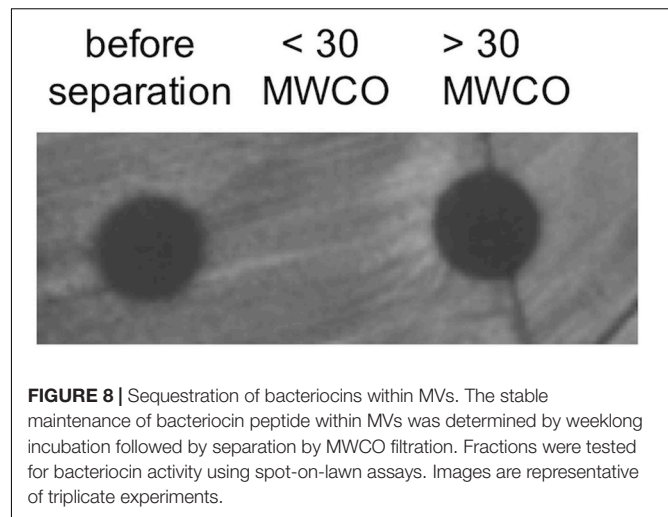 before < 30 > 30
separation MWCO MWCO
FIGURE 8 | Sequestration of bacteriocins within MVs. The stable
maintenance of bacteriocin peptide within MVs was determined by weeklong
incubation followed by separation by MWCO filtration. Fractions were tested
for bacteriocin activity using spot-on-lawn assays. Images are representative
of triplicate experiments.